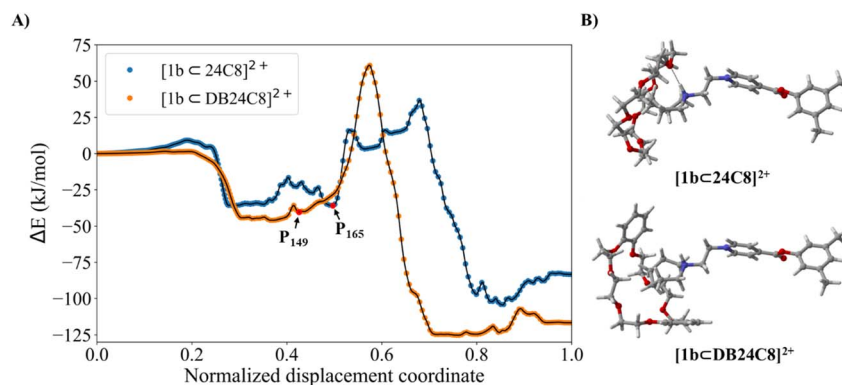 A)
B)
75
50
25
0
−25
−50
−75
−100
−125
ΔE (kJ/mol)
[1b ⊂ 24C8]²⁺
[1b ⊂ DB24C8]²⁺
P₁₄₉
P₁₆₅
0.0 0.2 0.4 0.6 0.8 1.0
Normalized displacement coordinate
[1b⊂24C8]²⁺
[1b⊂DB24C8]²⁺